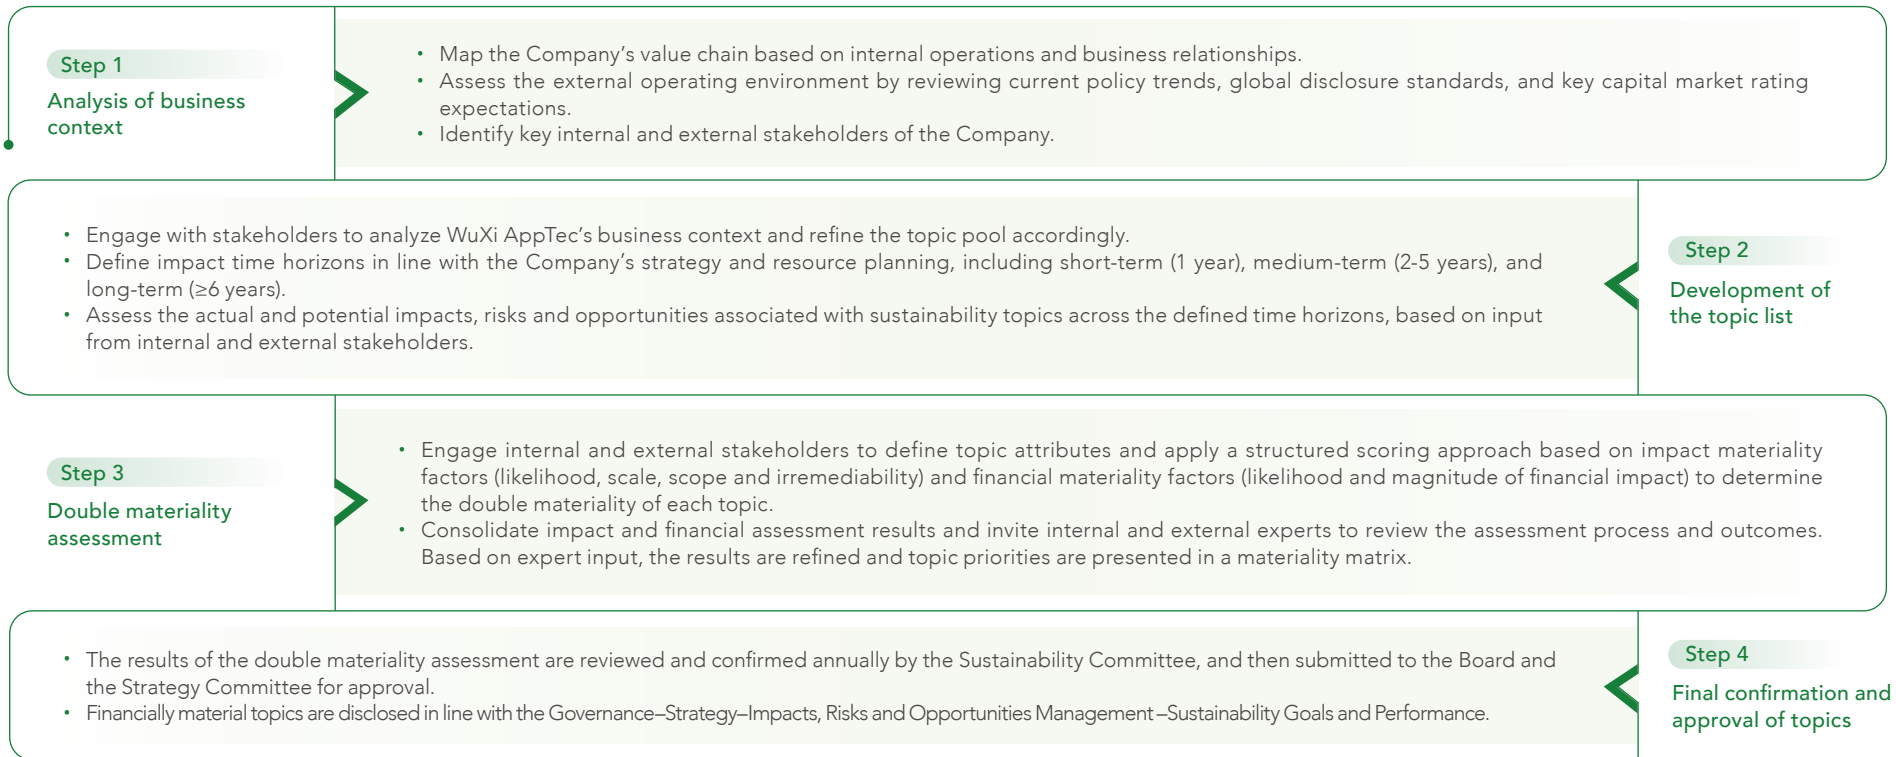 Step 1
Analysis of business
context
• Map the Company's value chain based on internal operations and business relationships.
• Assess the external operating environment by reviewing current policy trends, global disclosure standards, and key capital market rating
expectations.
• Identify key internal and external stakeholders of the Company.
• Engage with stakeholders to analyze WuXi AppTec's business context and refine the topic pool accordingly.
• Define impact time horizons in line with the Company's strategy and resource planning, including short-term (1 year), medium-term (2-5 years), and
long-term (≥6 years).
• Assess the actual and potential impacts, risks and opportunities associated with sustainability topics across the defined time horizons, based on input
from internal and external stakeholders.
Step 2
Development of
the topic list
Step 3
Double materiality
assessment
• Engage internal and external stakeholders to define topic attributes and apply a structured scoring approach based on impact materiality
factors (likelihood, scale, scope and irremediability) and financial materiality factors (likelihood and magnitude of financial impact) to determine
the double materiality of each topic.
• Consolidate impact and financial assessment results and invite internal and external experts to review the assessment process and outcomes.
Based on expert input, the results are refined and topic priorities are presented in a materiality matrix.
• The results of the double materiality assessment are reviewed and confirmed annually by the Sustainability Committee, and then submitted to the Board and
the Strategy Committee for approval.
• Financially material topics are disclosed in line with the Governance–Strategy–Impacts, Risks and Opportunities Management –Sustainability Goals and Performance.
Step 4
Final confirmation and
approval of topics